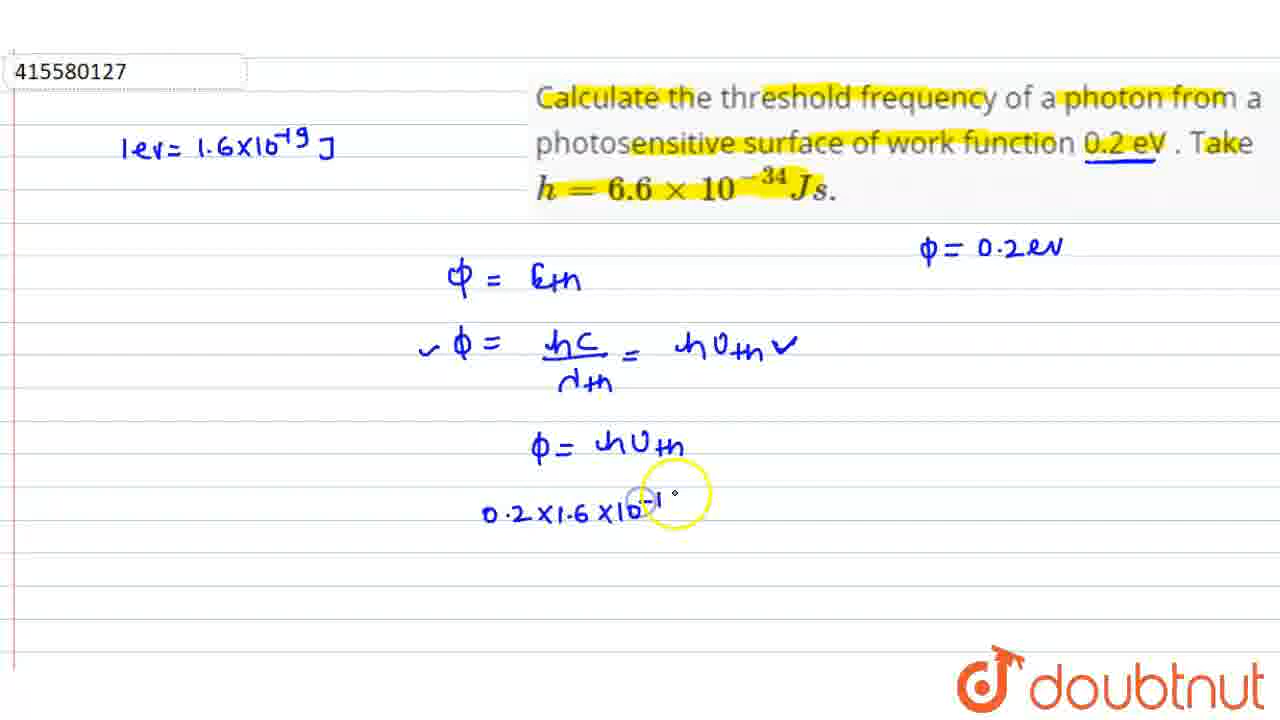 415580127
Calculate the threshold frequency of a photon from a
photosensitive surface of work function 0.2 eV . Take
h = 6.6 × 10⁻³⁴ Js.
1ev = 1.6×10⁻¹⁹ J
ϕ = 0.2 ev
ϕ = Eth
✓ ϕ = hc/λth = hυth ✓
ϕ = hυth
0.2×1.6×10⁻¹
doubtnut